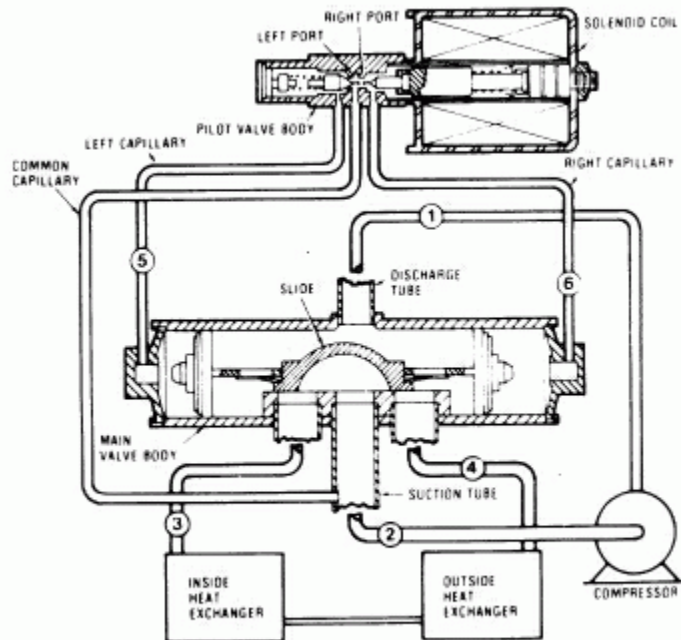 RIGHT PORT
LEFT PORT
SOLENOID COIL
PILOT VALVE BODY
LEFT CAPILLARY
COMMON
CAPILLARY
RIGHT CAPILLARY
1
5
6
DISCHARGE
TUBE
SLIDE
MAIN
VALVE BODY
4
SUCTION TUBE
3
2
INSIDE
HEAT
EXCHANGER
OUTSIDE
HEAT
EXCHANGER
COMPRESSOR